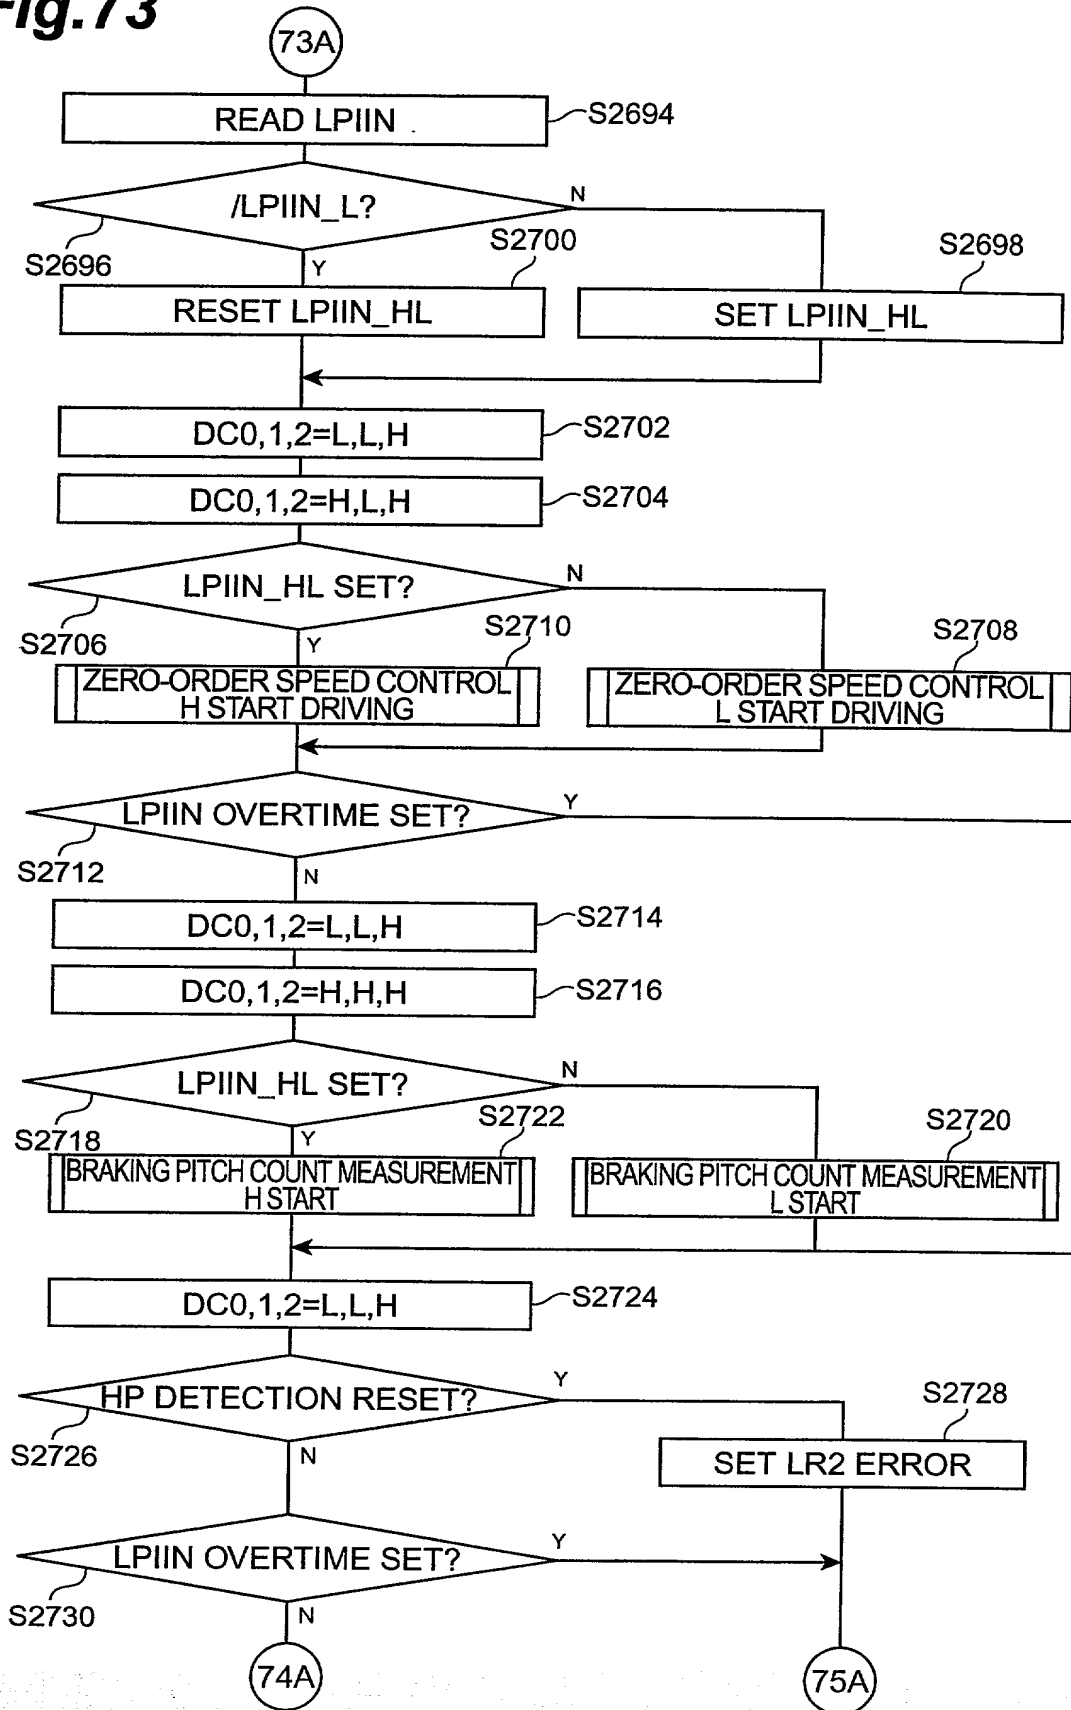 Fig.73
73A
READ LPIIN
S2694
/LPIIN_L?
N
S2696
Y
S2700
S2698
RESET LPIIN_HL
SET LPIIN_HL
DC0,1,2=L,L,H
S2702
DC0,1,2=H,L,H
S2704
LPIIN_HL SET?
N
S2706
Y
S2710
S2708
ZERO-ORDER SPEED CONTROL
H START DRIVING
ZERO-ORDER SPEED CONTROL
L START DRIVING
LPIIN OVERTIME SET?
Y
S2712
N
DC0,1,2=L,L,H
S2714
DC0,1,2=H,H,H
S2716
LPIIN_HL SET?
N
S2718
Y
S2722
S2720
BRAKING PITCH COUNT MEASUREMENT
H START
BRAKING PITCH COUNT MEASUREMENT
L START
DC0,1,2=L,L,H
S2724
HP DETECTION RESET?
Y
S2726
N
S2728
SET LR2 ERROR
LPIIN OVERTIME SET?
Y
S2730
N
74A
75A